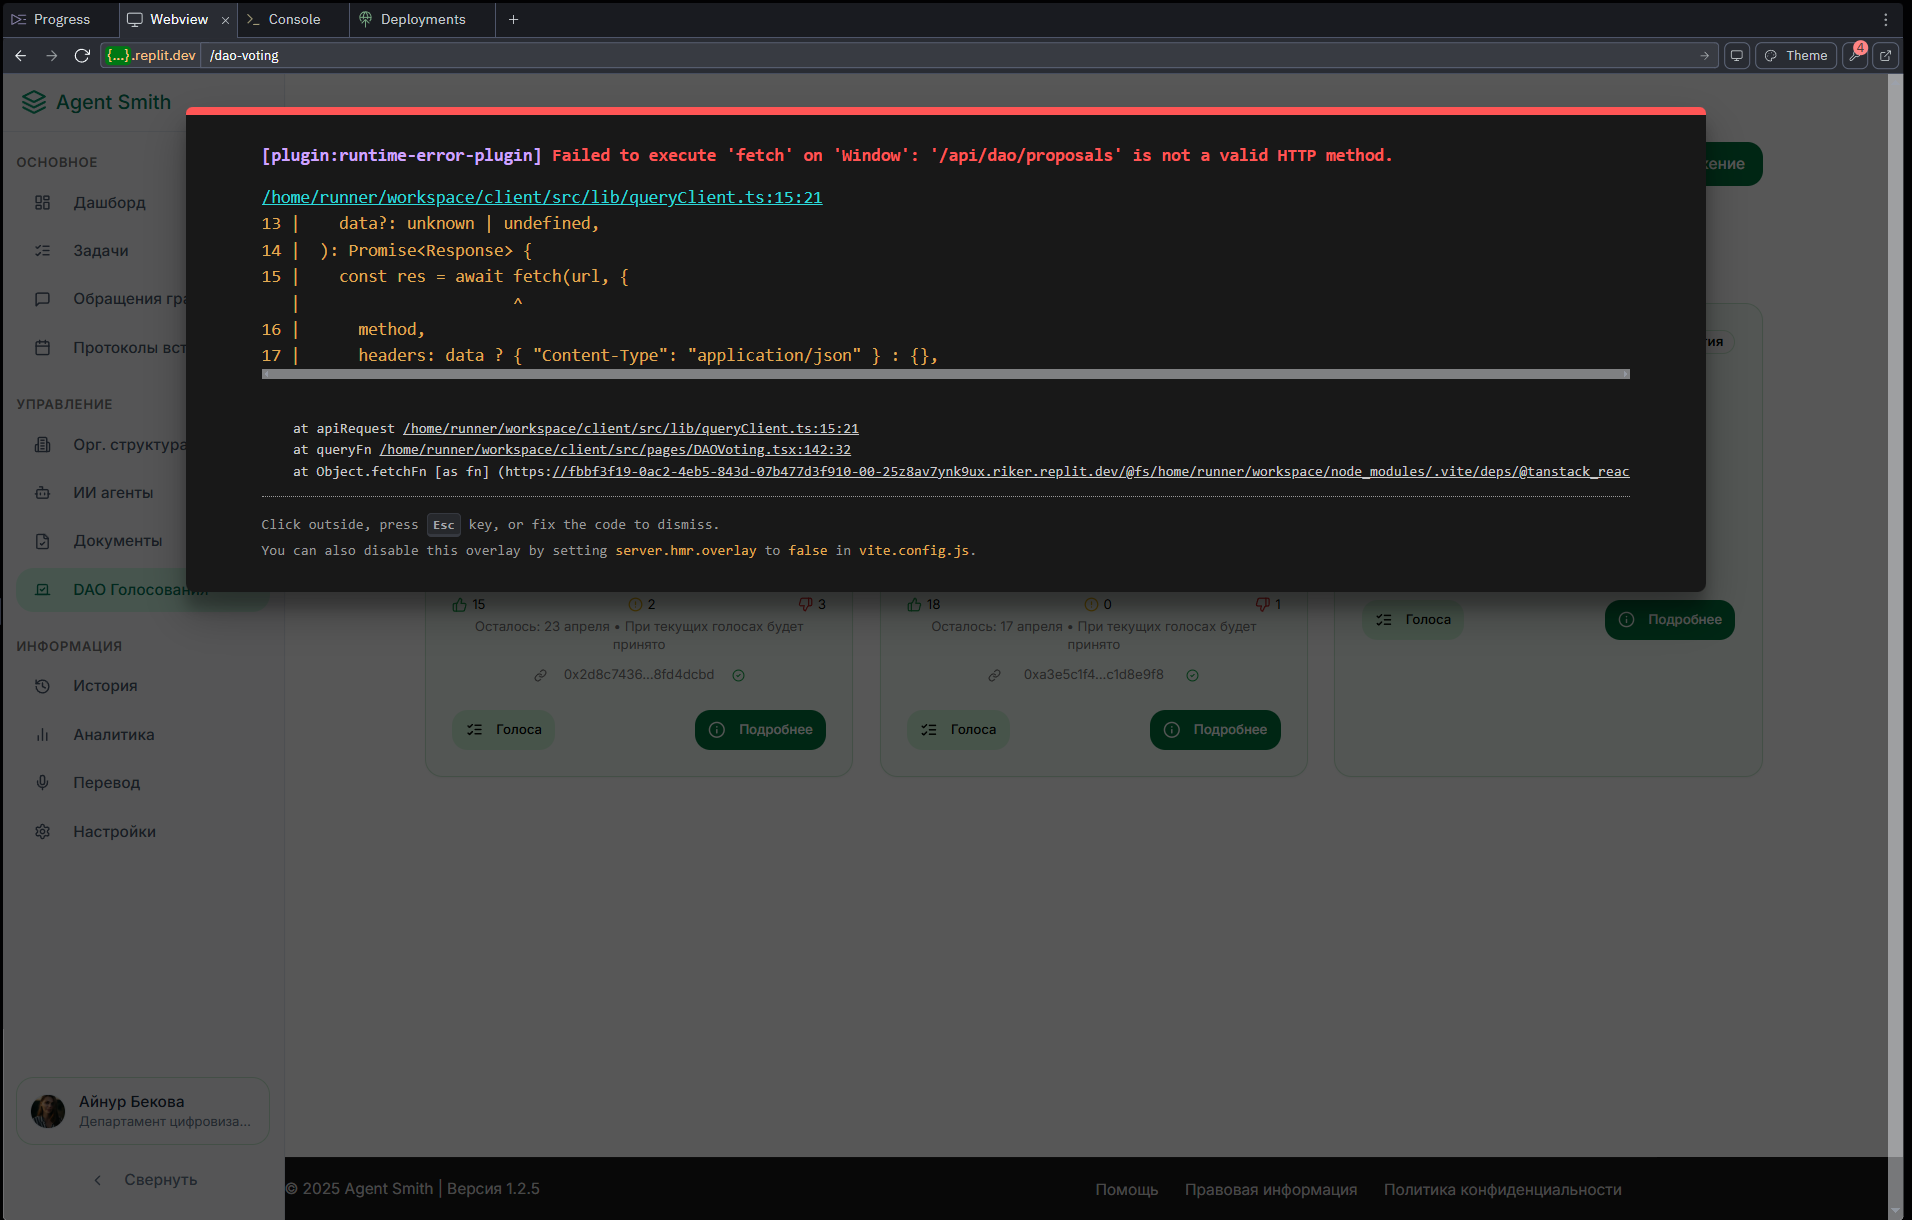 Progress
Webview
Console
Deployments
{...}.replit.dev
/dao-voting
Theme
4
Agent Smith
ОСНОВНОЕ
Дашборд
Задачи
Обращения гра
Протоколы вст
УПРАВЛЕНИЕ
Орг. структура
ИИ агенты
Документы
DAO Голосования
ИНФОРМАЦИЯ
История
Аналитика
Перевод
Настройки
Айнур Бекова
Департамент цифровиза...
Свернуть
жение
ия
[plugin:runtime-error-plugin] Failed to execute 'fetch' on 'Window': '/api/dao/proposals' is not a valid HTTP method.
/home/runner/workspace/client/src/lib/queryClient.ts:15:21
13 |    data?: unknown | undefined,
14 |  ): Promise<Response> {
15 |    const res = await fetch(url, {
   |                      ^
16 |      method,
17 |      headers: data ? { "Content-Type": "application/json" } : {},
at apiRequest /home/runner/workspace/client/src/lib/queryClient.ts:15:21
at queryFn /home/runner/workspace/client/src/pages/DAOVoting.tsx:142:32
at Object.fetchFn [as fn] (https://fbbf3f19-0ac2-4eb5-843d-07b477d3f910-00-25z8av7ynk9ux.riker.replit.dev/@fs/home/runner/workspace/node_modules/.vite/deps/@tanstack_reac
Click outside, press Esc key, or fix the code to dismiss.
You can also disable this overlay by setting server.hmr.overlay to false in vite.config.js.
15
2
3
Осталось: 23 апреля • При текущих голосах будет
принято
0x2d8c7436...8fd4dcbd
Голоса
Подробнее
18
0
1
Осталось: 17 апреля • При текущих голосах будет
принято
0xa3e5c1f4...c1d8e9f8
Голоса
Подробнее
Голоса
Подробнее
© 2025 Agent Smith | Версия 1.2.5
Помощь
Правовая информация
Политика конфиденциальности